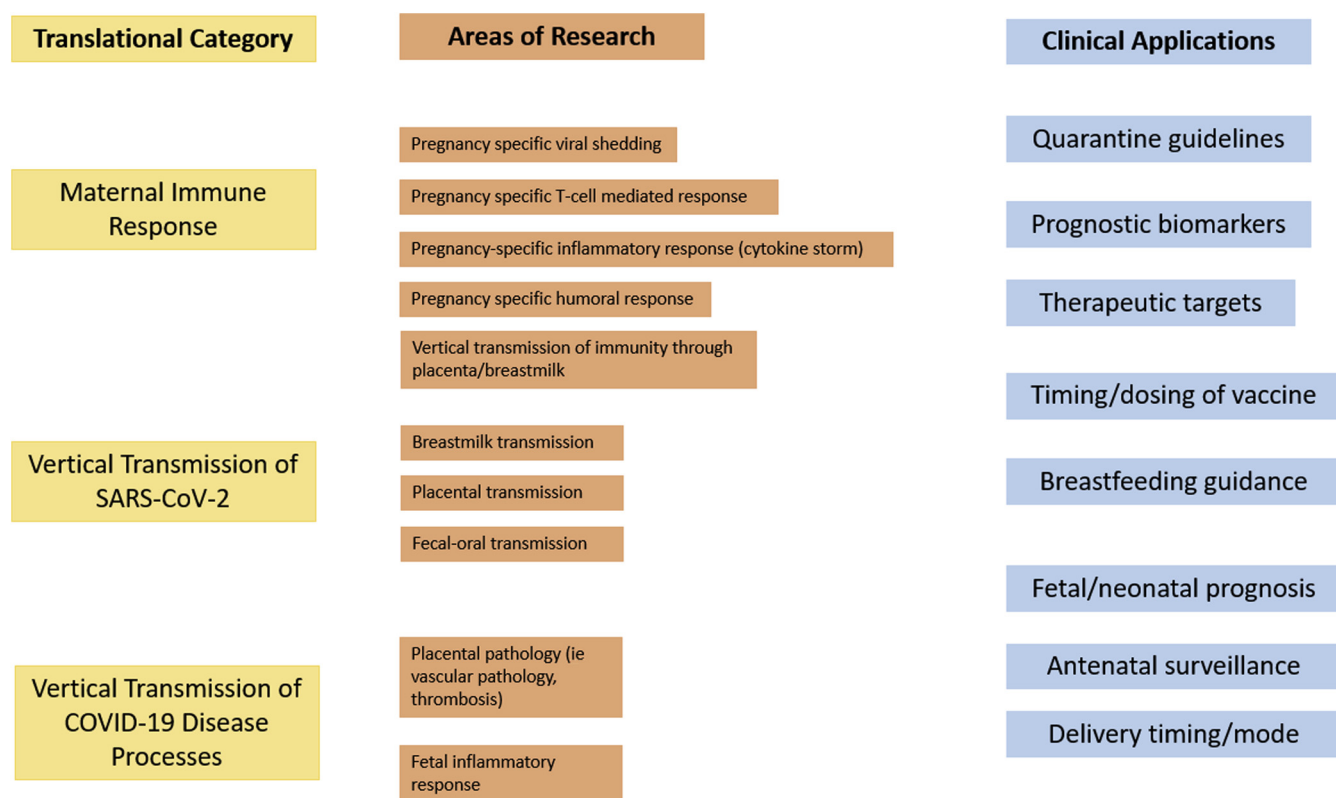 Translational Category
Areas of Research
Clinical Applications
Maternal Immune
Response
Pregnancy specific viral shedding
Pregnancy specific T-cell mediated response
Pregnancy-specific inflammatory response (cytokine storm)
Pregnancy specific humoral response
Vertical transmission of immunity through
placenta/breastmilk
Vertical Transmission of
SARS-CoV-2
Breastmilk transmission
Placental transmission
Fecal-oral transmission
Vertical Transmission of
COVID-19 Disease
Processes
Placental pathology (ie
vascular pathology,
thrombosis)
Fetal inflammatory
response
Quarantine guidelines
Prognostic biomarkers
Therapeutic targets
Timing/dosing of vaccine
Breastfeeding guidance
Fetal/neonatal prognosis
Antenatal surveillance
Delivery timing/mode